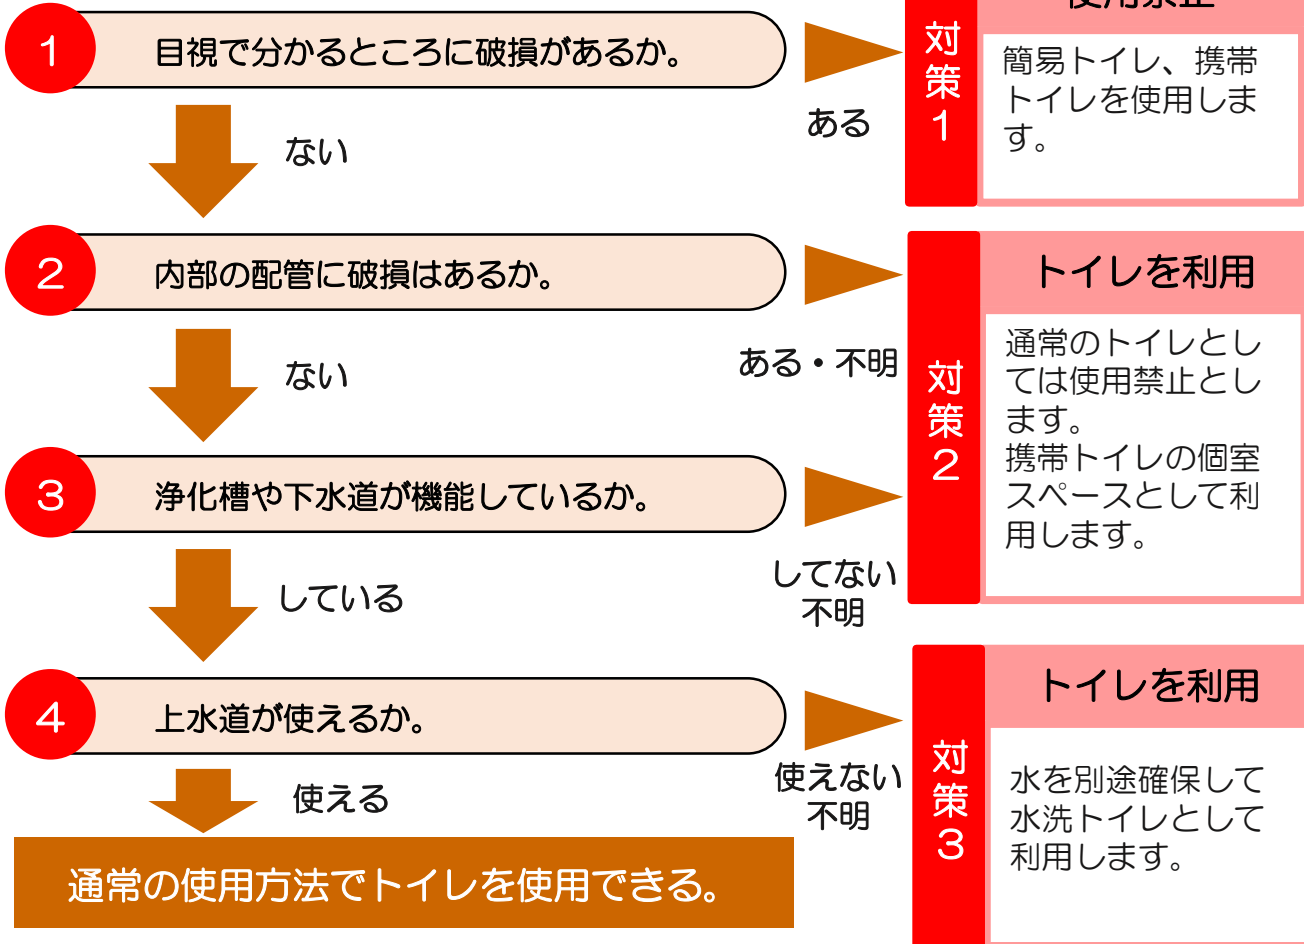 使用禁止
1
目視で分かるところに破損があるか。
ある
ない
対策1
簡易トイレ、携帯
トイレを使用しま
す。
2
内部の配管に破損はあるか。
ある・不明
ない
対策2
トイレを利用
通常のトイレとし
ては使用禁止とし
ます。
携帯トイレの個室
スペースとして利
用します。
3
浄化槽や下水道が機能しているか。
してない
不明
している
4
上水道が使えるか。
使えない
不明
使える
対策3
トイレを利用
水を別途確保して
水洗トイレとして
利用します。
通常の使用方法でトイレを使用できる。